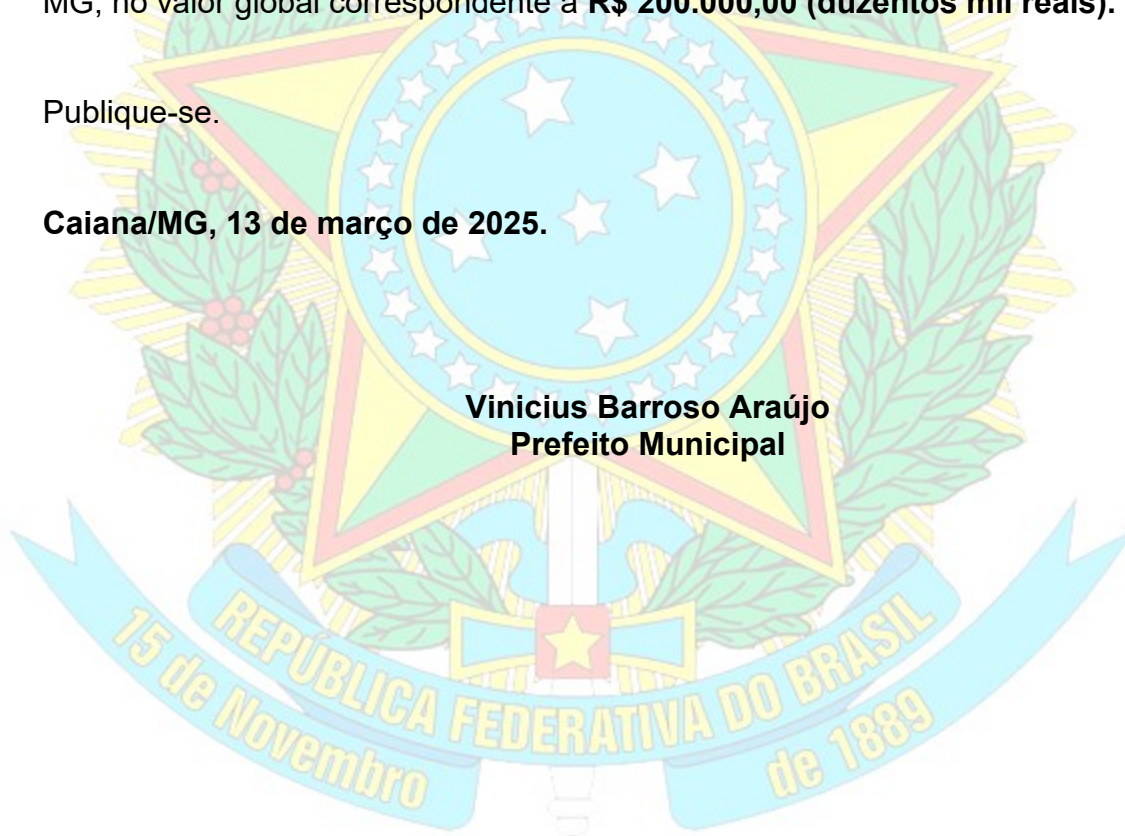 MG, no valor global correspondente a R$ 200.000,00 (duzentos mil reais).
Publique-se.
Caiana/MG, 13 de março de 2025.
Vinicius Barroso Araújo
Prefeito Municipal
REPÚBLICA FEDERATIVA DO BRASIL
15 de Novembro de 1889